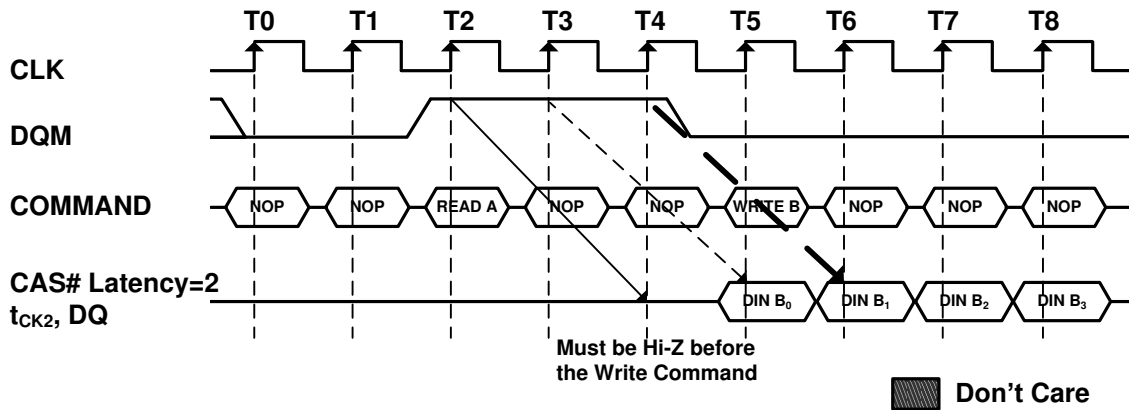 T0 T1 T2 T3 T4 T5 T6 T7 T8
CLK
DQM
COMMAND NOP NOP READ A NOP NOP WRITE B NOP NOP NOP
CAS# Latency=2
tCK2, DQ DIN B0 DIN B1 DIN B2 DIN B3
Must be Hi-Z before
the Write Command
Don't Care